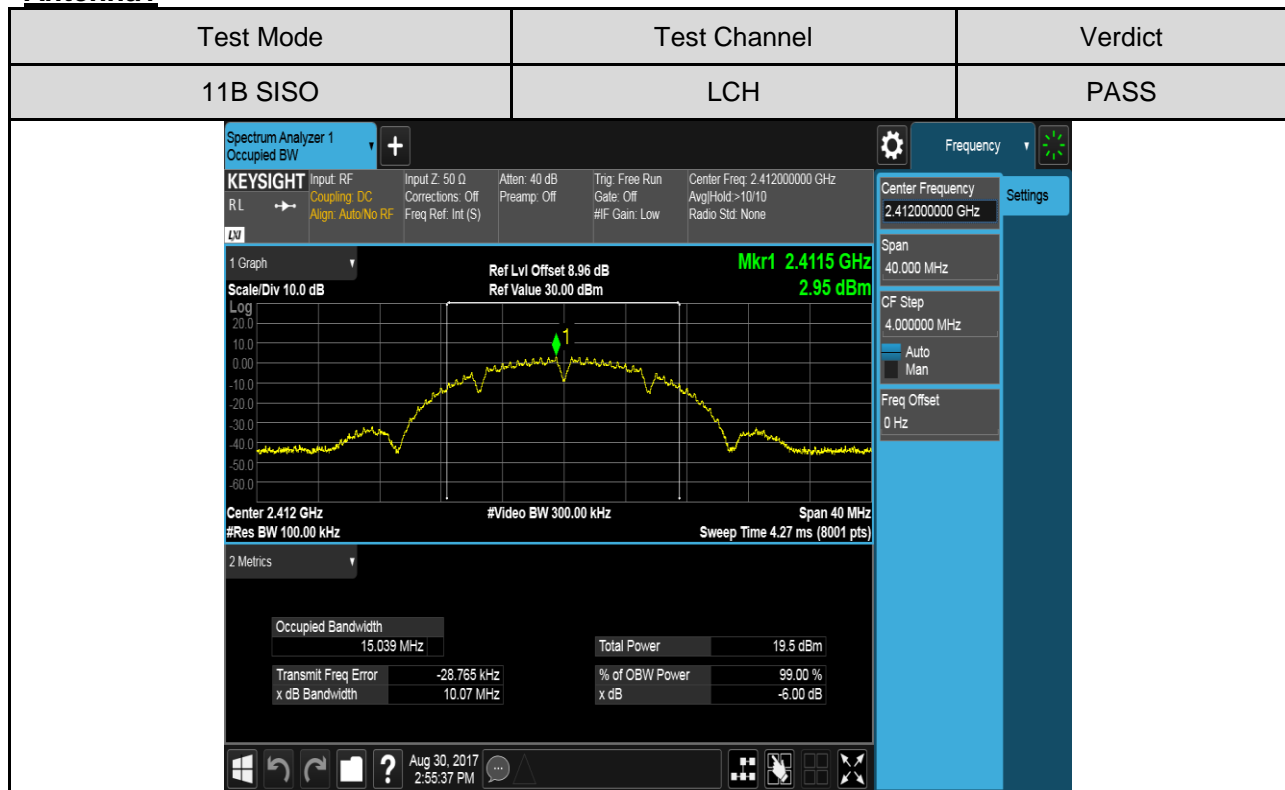 Test Mode Test Channel Verdict
11B SISO LCH PASS
Spectrum Analyzer 1
Occupied BW
+
Frequency
KEYSIGHT Input: RF Input Z: 50 Ω Atten: 40 dB Trig: Free Run Center Freq: 2.412000000 GHz
RL Coupling: DC Corrections: Off Preamp: Off Gate: Off Avg|Hold:>10/10
Align: Auto/No RF Freq Ref: Int (S) #IF Gain: Low Radio Std: None
LXI
Center Frequency
2.412000000 GHz
Settings
Span
40.000 MHz
CF Step
4.000000 MHz
Auto
Man
Freq Offset
0 Hz
1 Graph Ref Lvl Offset 8.96 dB Mkr1 2.4115 GHz
Scale/Div 10.0 dB Ref Value 30.00 dBm 2.95 dBm
Log
20.0
10.0
0.00
-10.0
-20.0
-30.0
-40.0
-50.0
-60.0
1
Center 2.412 GHz #Video BW 300.00 kHz Span 40 MHz
#Res BW 100.00 kHz Sweep Time 4.27 ms (8001 pts)
2 Metrics
Occupied Bandwidth
15.039 MHz Total Power 19.5 dBm
Transmit Freq Error -28.765 kHz % of OBW Power 99.00 %
x dB Bandwidth 10.07 MHz x dB -6.00 dB
? Aug 30, 2017
2:55:37 PM